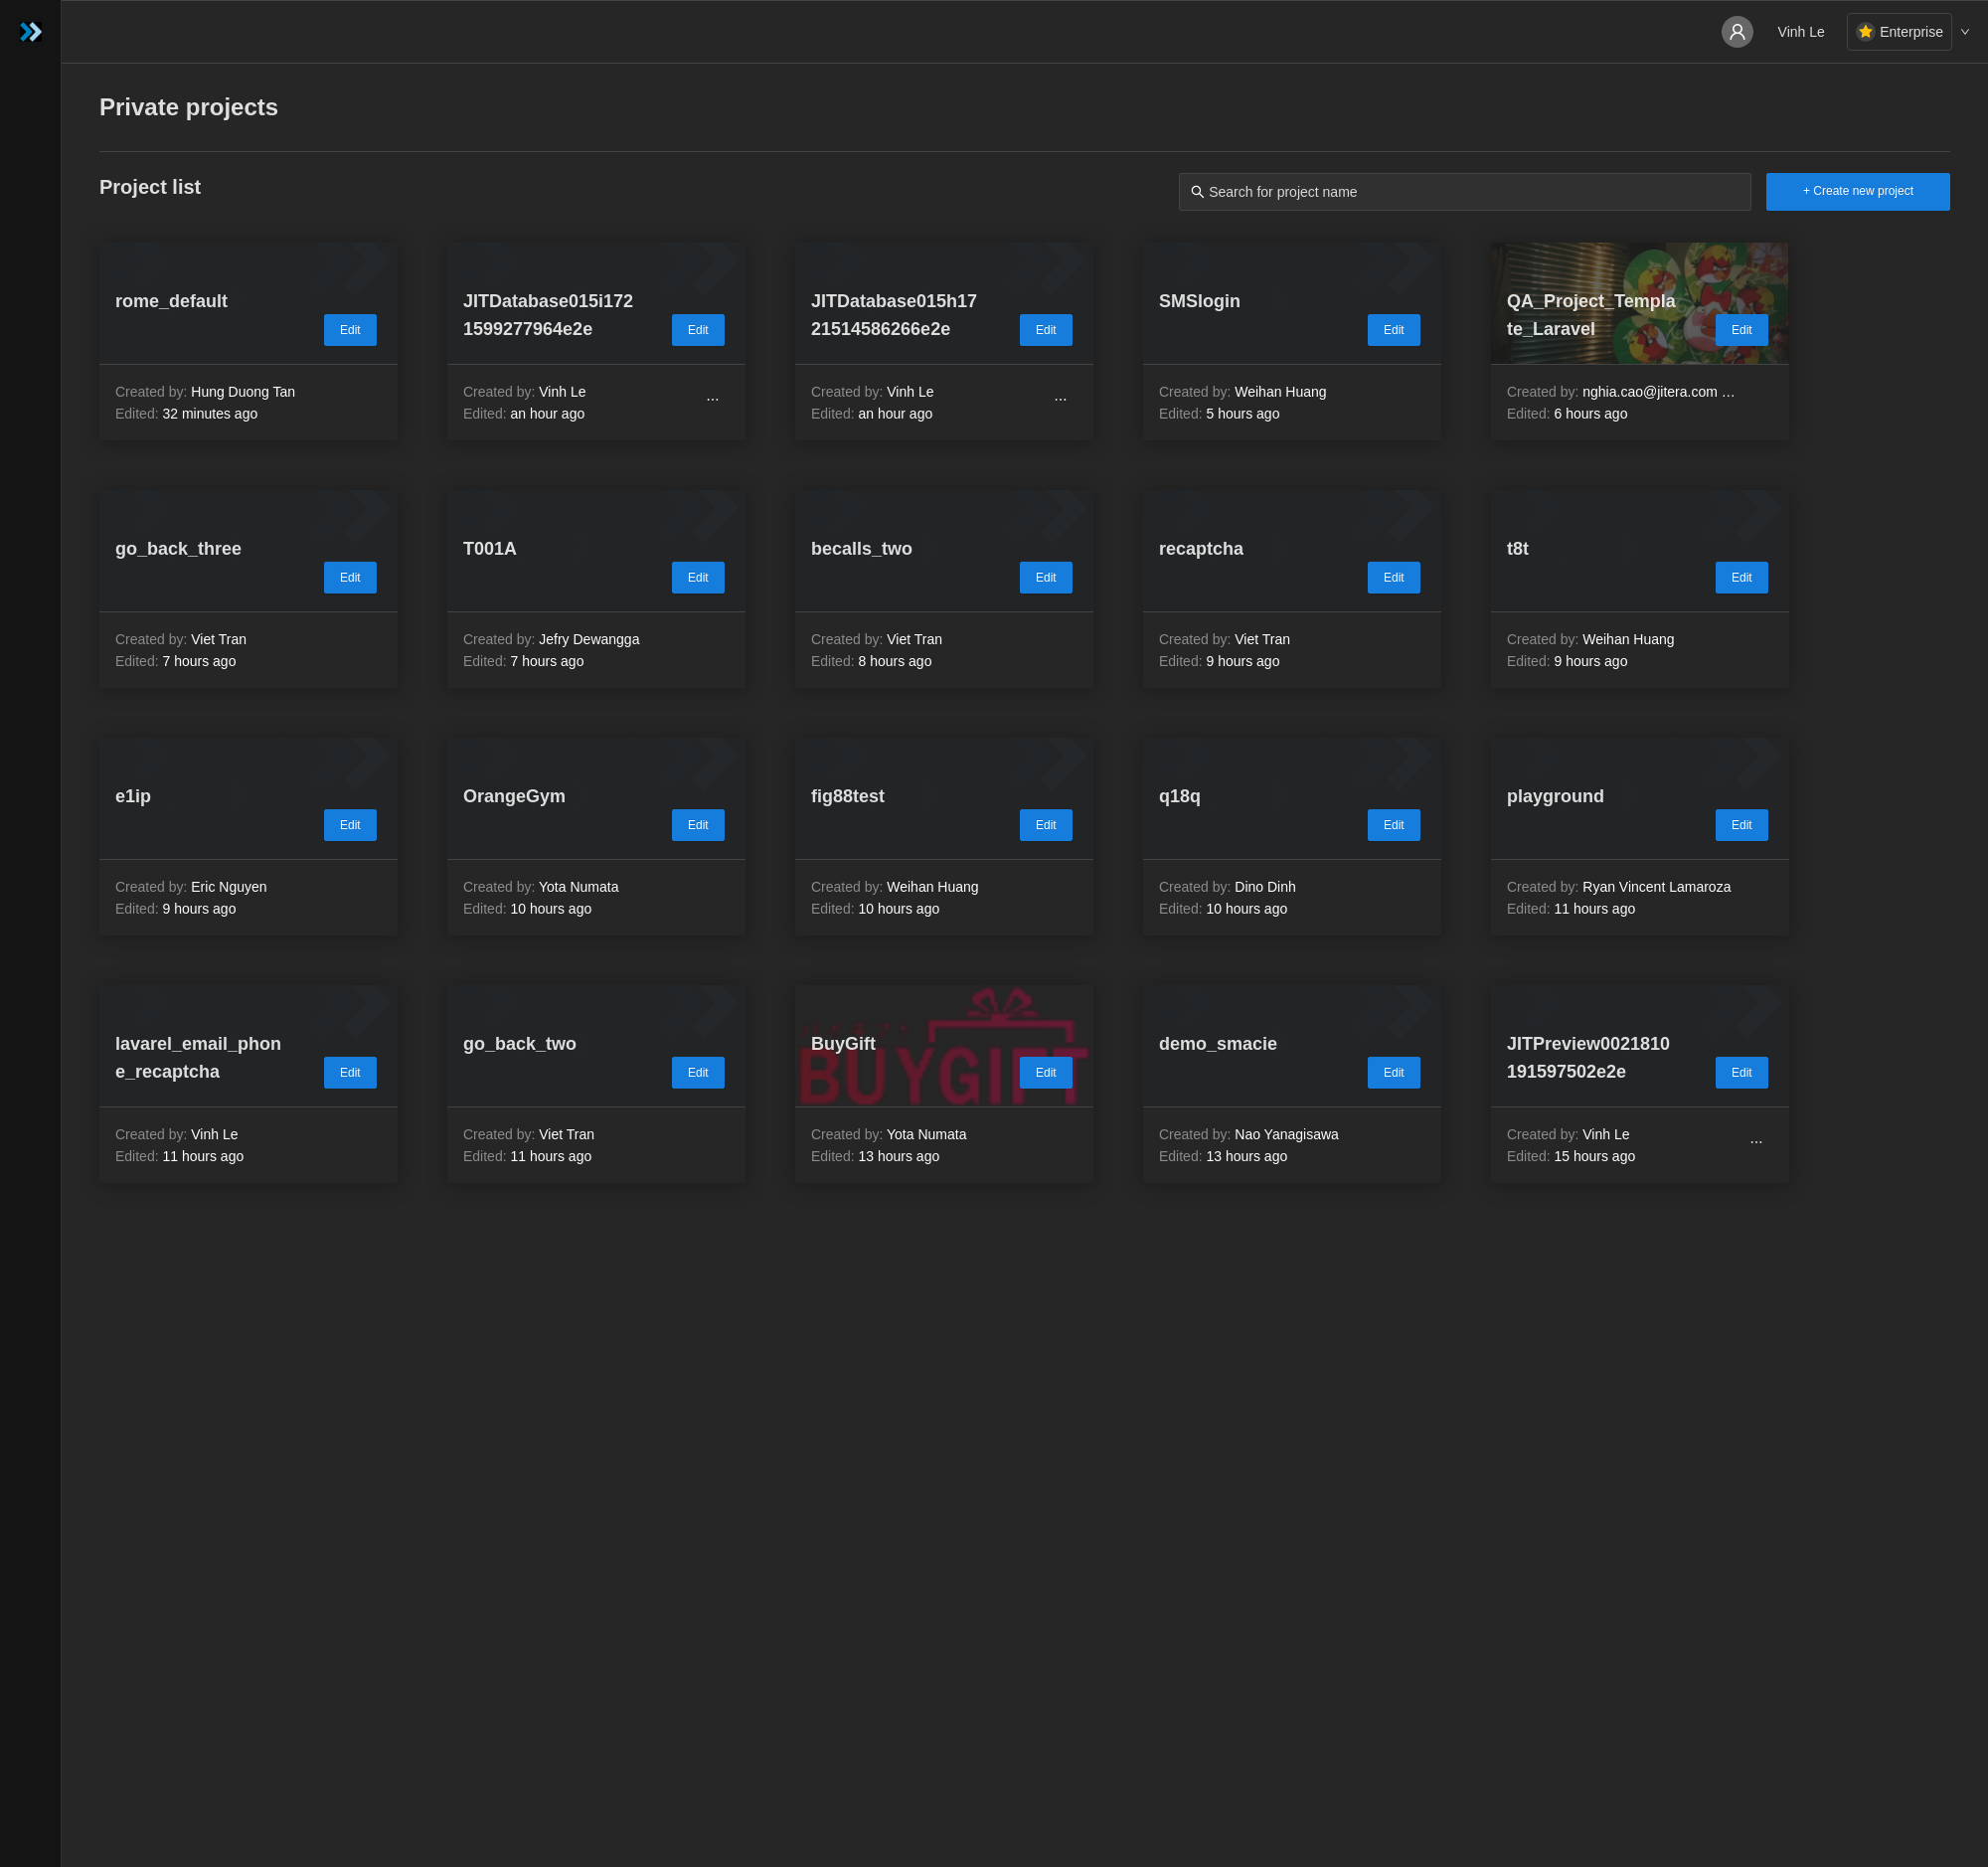 Vinh Le
Enterprise
Private projects
Project list
Search for project name
+ Create new project
rome_default
Edit
Created by: Hung Duong Tan
Edited: 32 minutes ago
JITDatabase015i172
1599277964e2e
Edit
Created by: Vinh Le
Edited: an hour ago
...
JITDatabase015h17
21514586266e2e
Edit
Created by: Vinh Le
Edited: an hour ago
...
SMSlogin
Edit
Created by: Weihan Huang
Edited: 5 hours ago
QA_Project_Templa
te_Laravel
Edit
Created by: nghia.cao@jitera.com ...
Edited: 6 hours ago
go_back_three
Edit
Created by: Viet Tran
Edited: 7 hours ago
T001A
Edit
Created by: Jefry Dewangga
Edited: 7 hours ago
becalls_two
Edit
Created by: Viet Tran
Edited: 8 hours ago
recaptcha
Edit
Created by: Viet Tran
Edited: 9 hours ago
t8t
Edit
Created by: Weihan Huang
Edited: 9 hours ago
e1ip
Edit
Created by: Eric Nguyen
Edited: 9 hours ago
OrangeGym
Edit
Created by: Yota Numata
Edited: 10 hours ago
fig88test
Edit
Created by: Weihan Huang
Edited: 10 hours ago
q18q
Edit
Created by: Dino Dinh
Edited: 10 hours ago
playground
Edit
Created by: Ryan Vincent Lamaroza
Edited: 11 hours ago
lavarel_email_phon
e_recaptcha
Edit
Created by: Vinh Le
Edited: 11 hours ago
go_back_two
Edit
Created by: Viet Tran
Edited: 11 hours ago
BuyGift
BUYGIFT
Edit
Created by: Yota Numata
Edited: 13 hours ago
demo_smacie
Edit
Created by: Nao Yanagisawa
Edited: 13 hours ago
JITPreview0021810
191597502e2e
Edit
Created by: Vinh Le
Edited: 15 hours ago
...